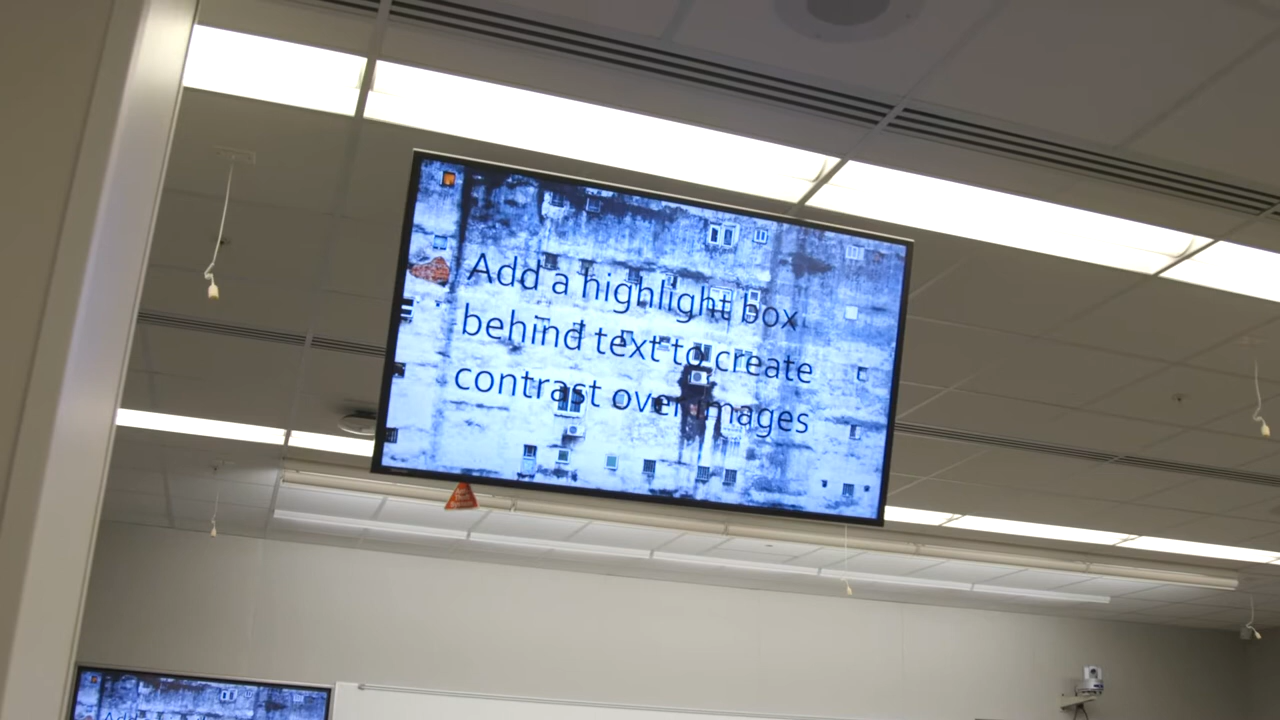 Add a highlight box
behind text to create
contrast over images